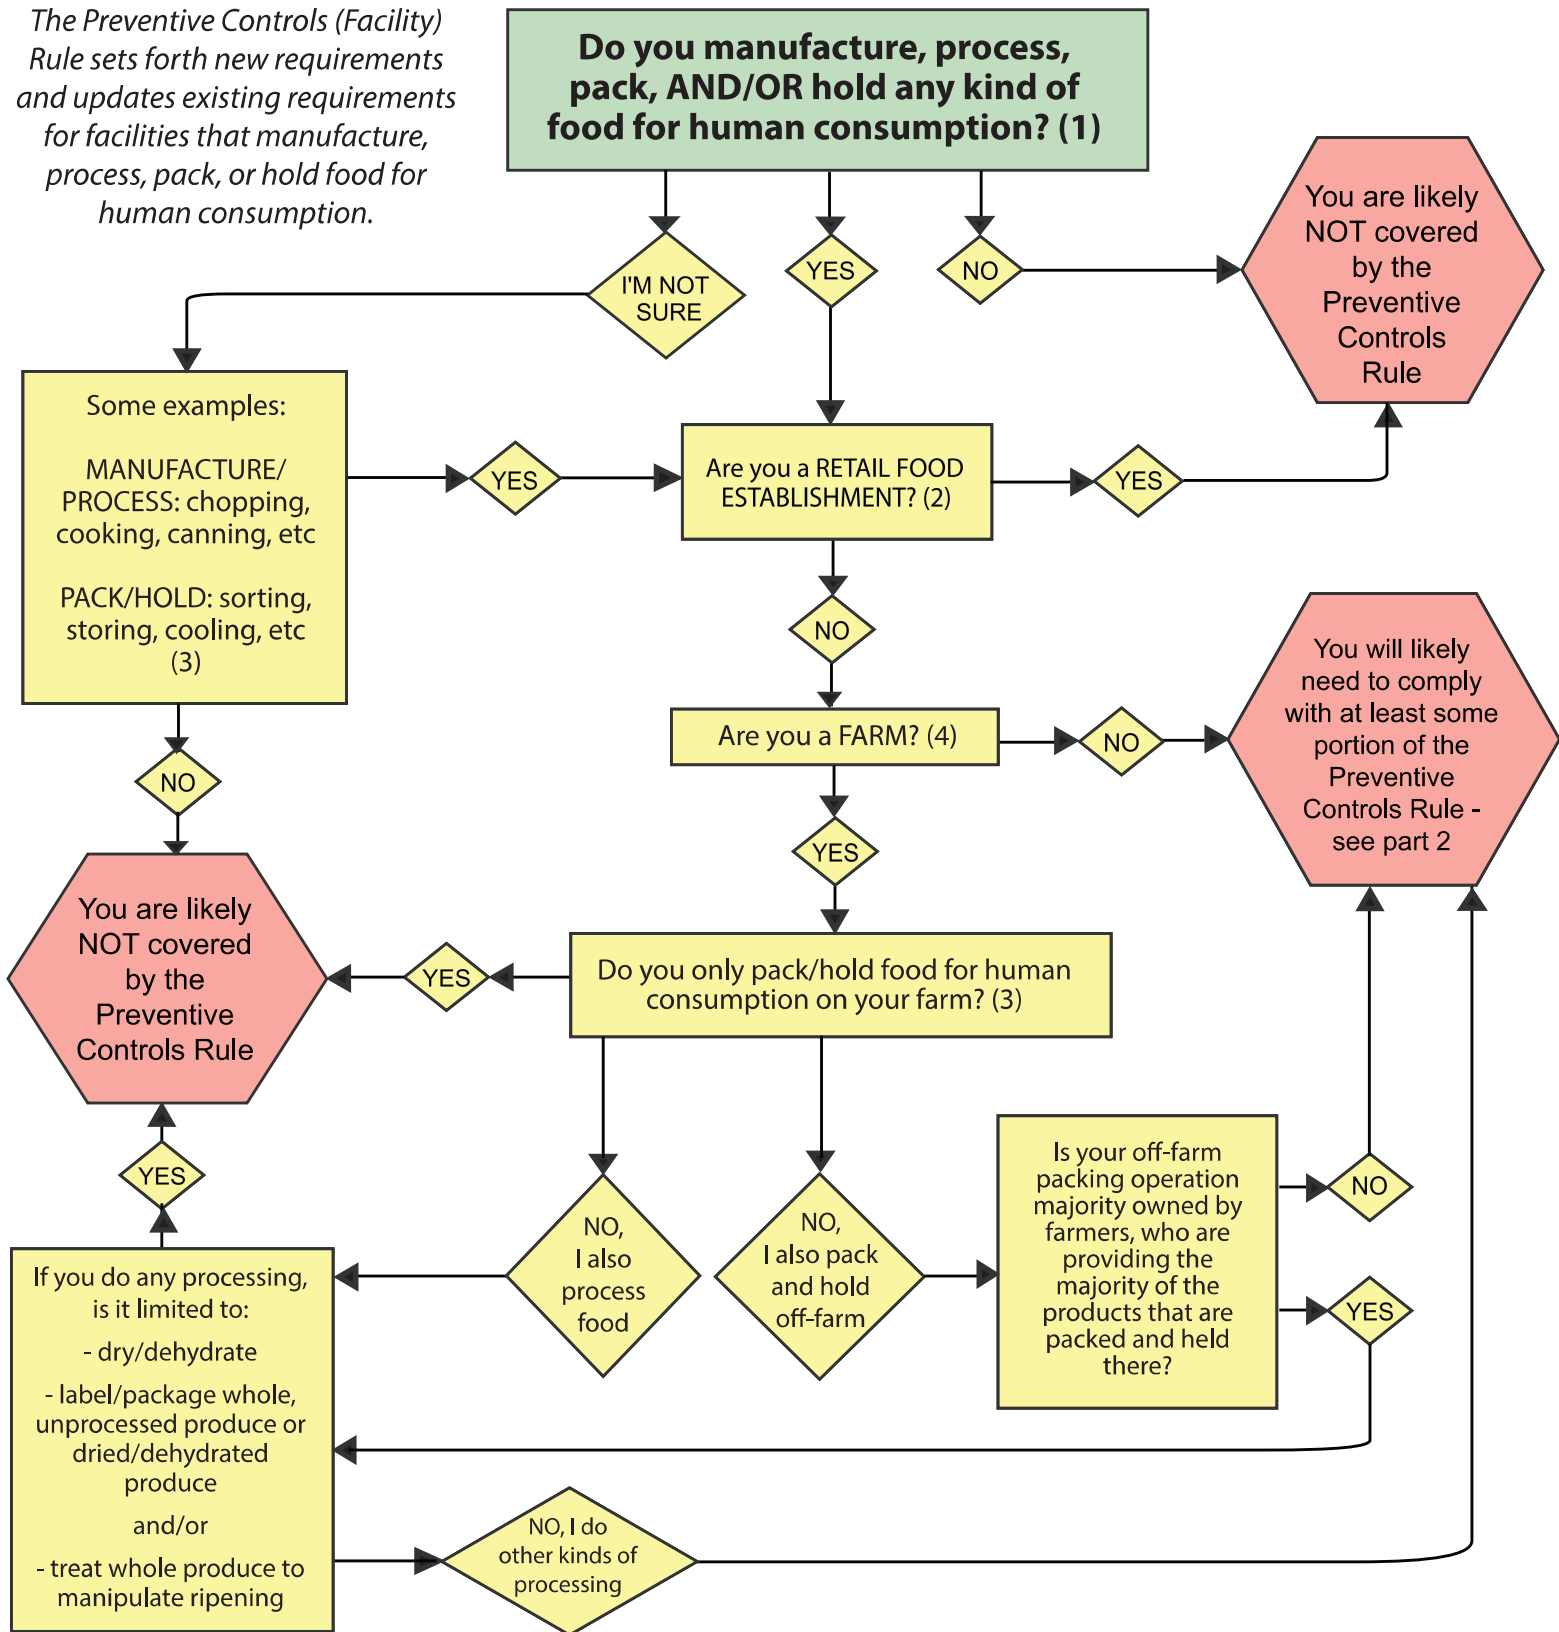 The Preventive Controls (Facility)
Rule sets forth new requirements
and updates existing requirements
for facilities that manufacture,
process, pack, or hold food for
human consumption.
Do you manufacture, process,
pack, AND/OR hold any kind of
food for human consumption? (1)
I'M NOT
SURE
YES
NO
You are likely
NOT covered
by the
Preventive
Controls
Rule
Some examples:
MANUFACTURE/
PROCESS: chopping,
cooking, canning, etc
PACK/HOLD: sorting,
storing, cooling, etc
(3)
YES
Are you a RETAIL FOOD
ESTABLISHMENT? (2)
YES
NO
NO
Are you a FARM? (4)
NO
You will likely
need to comply
with at least some
portion of the
Preventive
Controls Rule -
see part 2
YES
You are likely
NOT covered
by the
Preventive
Controls Rule
YES
Do you only pack/hold food for human
consumption on your farm? (3)
NO,
I also
process
food
NO,
I also pack
and hold
off-farm
Is your off-farm
packing operation
majority owned by
farmers, who are
providing the
majority of the
products that are
packed and held
there?
NO
YES
YES
If you do any processing,
is it limited to:
- dry/dehydrate
- label/package whole,
unprocessed produce or
dried/dehydrated
produce
and/or
- treat whole produce to
manipulate ripening
NO, I do
other kinds of
processing